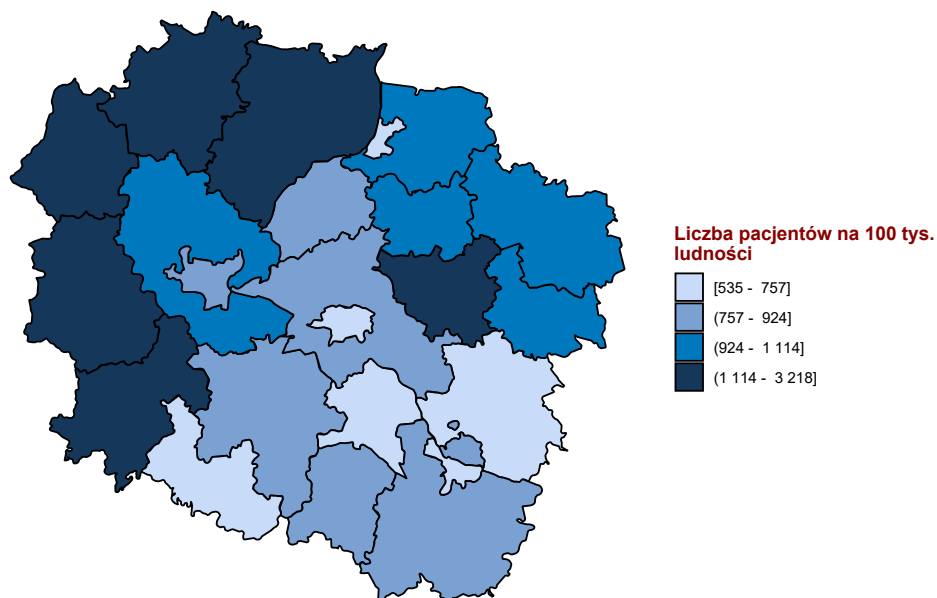 Liczba pacjentów na 100 tys.
ludności
[535 - 757]
(757 - 924]
(924 - 1 114]
(1 114 - 3 218]